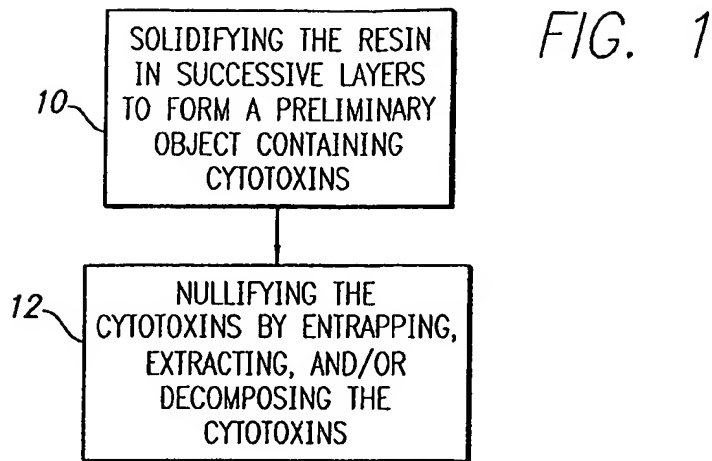 FIG. 1
10
SOLIDIFYING THE RESIN
IN SUCCESSIVE LAYERS
TO FORM A PRELIMINARY
OBJECT CONTAINING
CYTOTOXINS
12
NULLIFYING THE
CYTOTOXINS BY ENTRAPPING,
EXTRACTING, AND/OR
DECOMPOSING THE
CYTOTOXINS